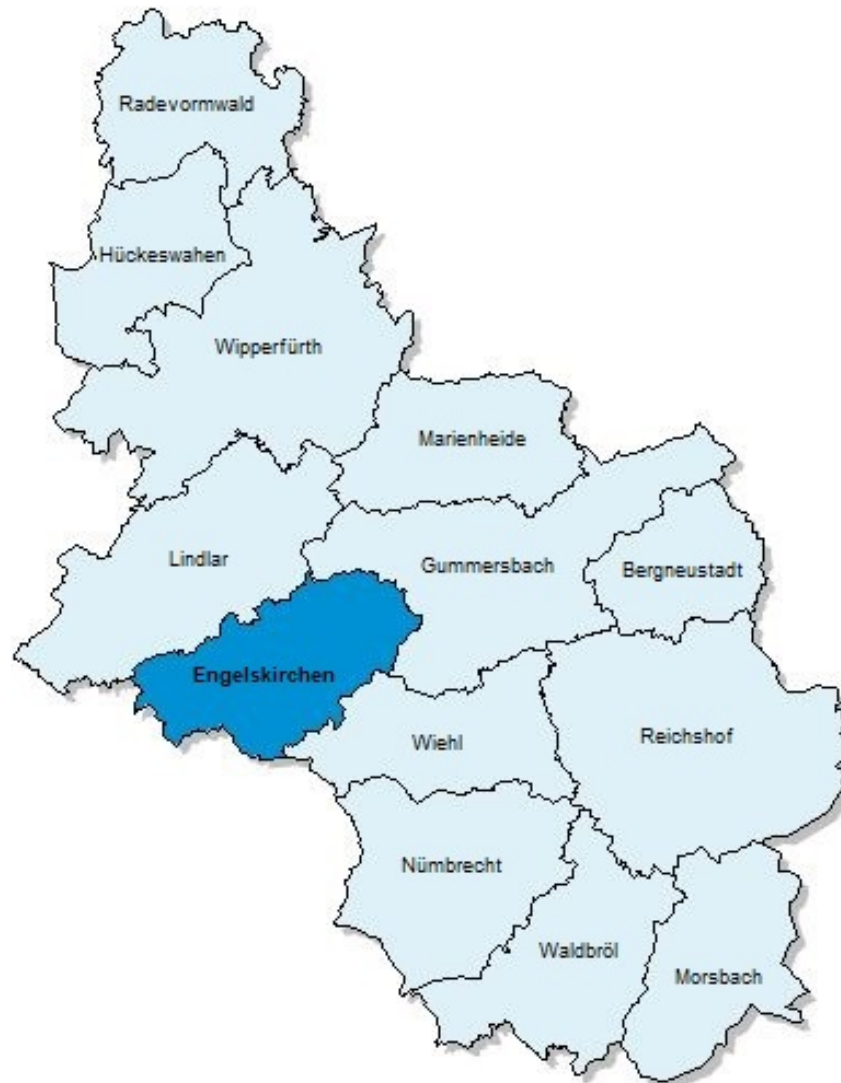 Radevormwald
Hückeswahen
Wipperfürth
Marienheide
Lindlar
Gummersbach
Bergneustadt
Engelskirchen
Wiehl
Reichshof
Nümbrecht
Waldbröl
Morsbach